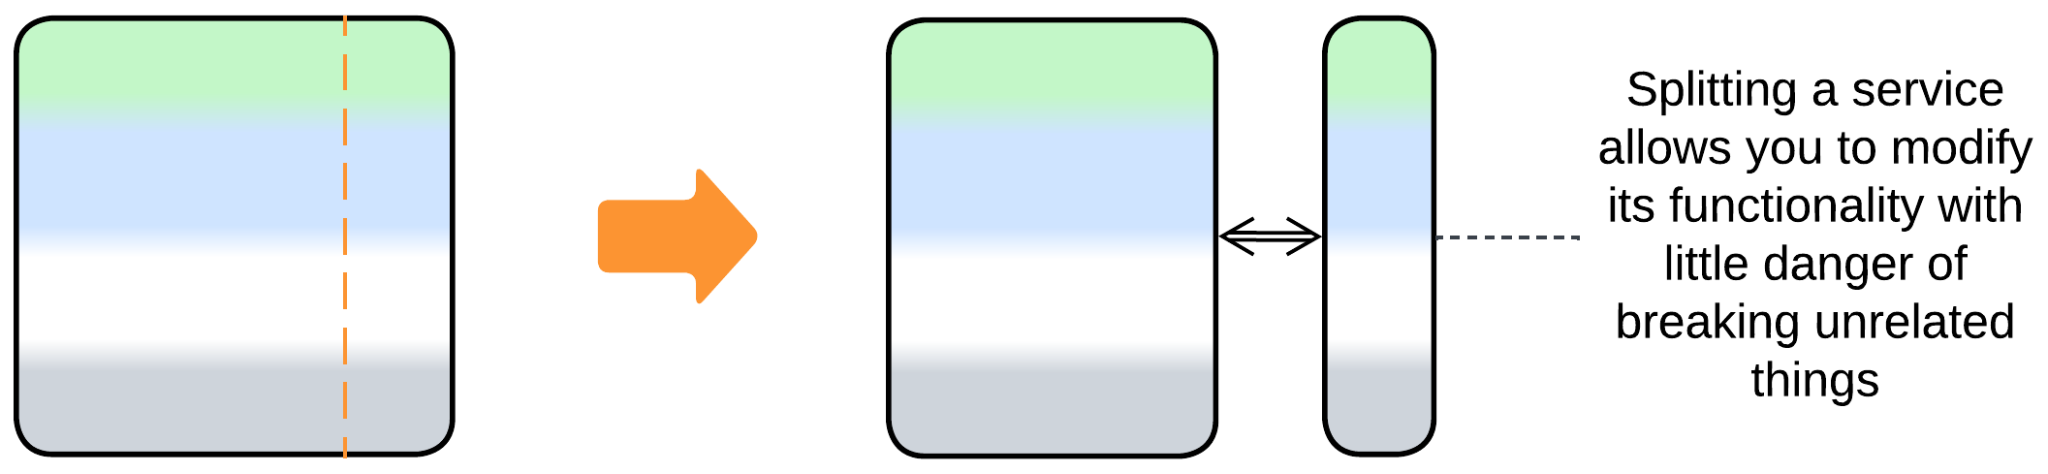 Splitting a service
allows you to modify
its functionality with
little danger of
breaking unrelated
things